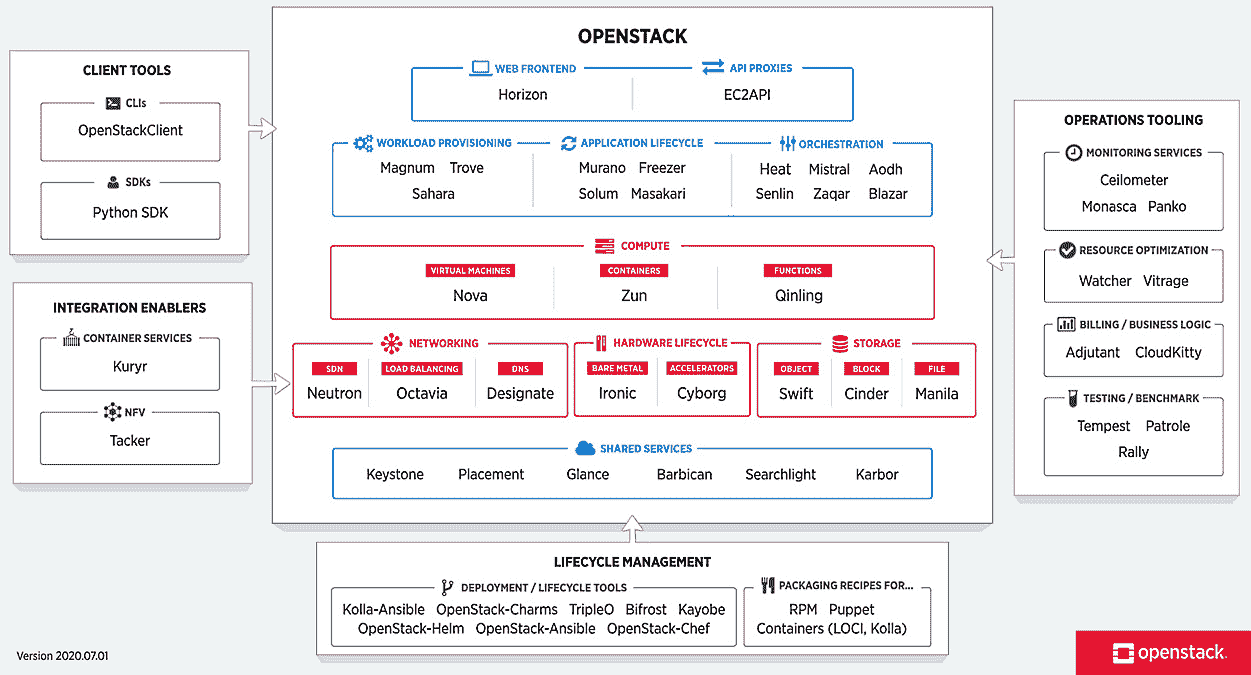 OPENSTACK
WEB FRONTEND
Horizon
API PROXIES
EC2API
WORKLOAD PROVISIONING
Magnum Trove
Sahara
APPLICATION LIFECYCLE
Murano Freezer
Solum Masakari
ORCHESTRATION
Heat Mistral Aodh
Senlin Zaqar Blazar
COMPUTE
VIRTUAL MACHINES
Nova
CONTAINERS
Zun
FUNCTIONS
Qinling
NETWORKING
SDN
Neutron
LOAD BALANCING
Octavia
DNS
Designate
HARDWARE LIFECYCLE
BARE METAL
Ironic
ACCELERATORS
Cyborg
STORAGE
OBJECT
Swift
BLOCK
Cinder
FILE
Manila
SHARED SERVICES
Keystone Placement Glance Barbican Searchlight Karbor
CLIENT TOOLS
CLIs
OpenStackClient
SDKs
Python SDK
INTEGRATION ENABLERS
CONTAINER SERVICES
Kuryr
NFV
Tacker
OPERATIONS TOOLING
MONITORING SERVICES
Ceilometer
Monasca Panko
RESOURCE OPTIMIZATION
Watcher Vitrage
BILLING / BUSINESS LOGIC
Adjutant CloudKitty
TESTING / BENCHMARK
Tempest Patrole
Rally
LIFECYCLE MANAGEMENT
DEPLOYMENT / LIFECYCLE TOOLS
Kolla-Ansible OpenStack-Charms TripleO Bifrost Kayobe
OpenStack-Helm OpenStack-Ansible OpenStack-Chef
PACKAGING RECIPES FOR...
RPM Puppet
Containers (LOCI, Kolla)
Version 2020.07.01
openstack.